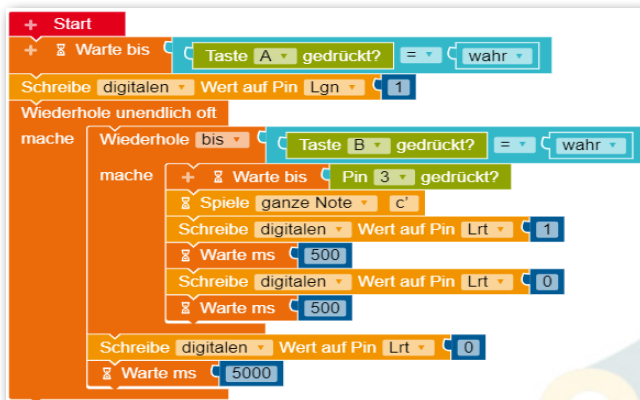 + Start
+ Warte bis Taste A gedrückt? = wahr
Schreibe digitalen Wert auf Pin Lgn 1
Wiederhole unendlich oft
mache Wiederhole bis Taste B gedrückt? = wahr
mache + Warte bis Pin 3 gedrückt?
Spiele ganze Note c'
Schreibe digitalen Wert auf Pin Lrt 1
Warte ms 500
Schreibe digitalen Wert auf Pin Lrt 0
Warte ms 500
Schreibe digitalen Wert auf Pin Lrt 0
Warte ms 5000